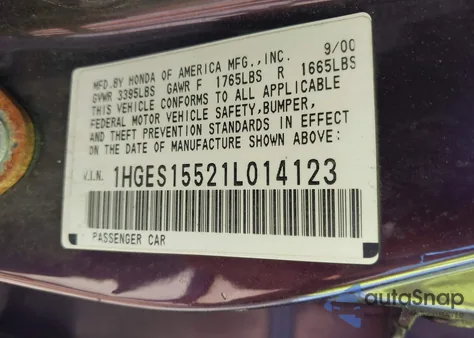 MFD.BY HONDA OF AMERICA MFG.,INC. 9/00
GVWR 3395LBS GAWR F 1765LBS R 1665LBS
THIS VEHICLE CONFORMS TO ALL APPLICABLE
FEDERAL MOTOR VEHICLE SAFETY,BUMPER,
AND THEFT PREVENTION STANDARDS IN EFFECT
ON THE DATE OF MANUFACTURE SHOWN ABOVE:
V.I.N. 1HGES15521L014123
PASSENGER CAR
autoSnap